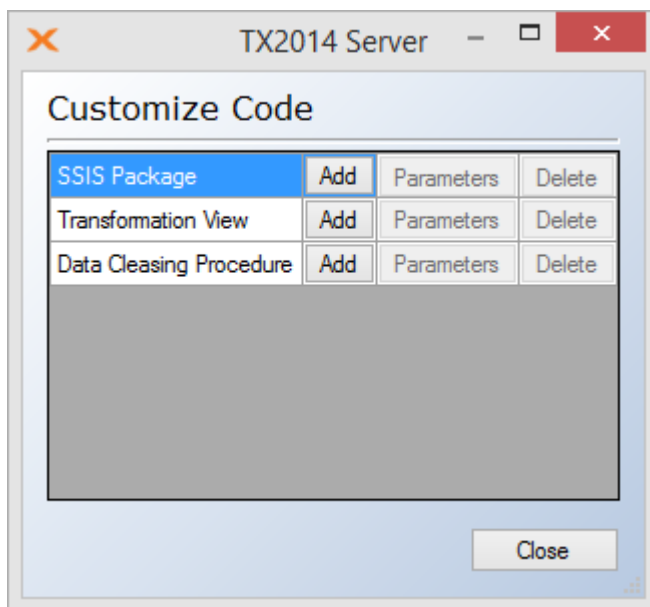 TX2014 Server
Customize Code
SSIS Package Add Parameters Delete
Transformation View Add Parameters Delete
Data Cleasing Procedure Add Parameters Delete
Close